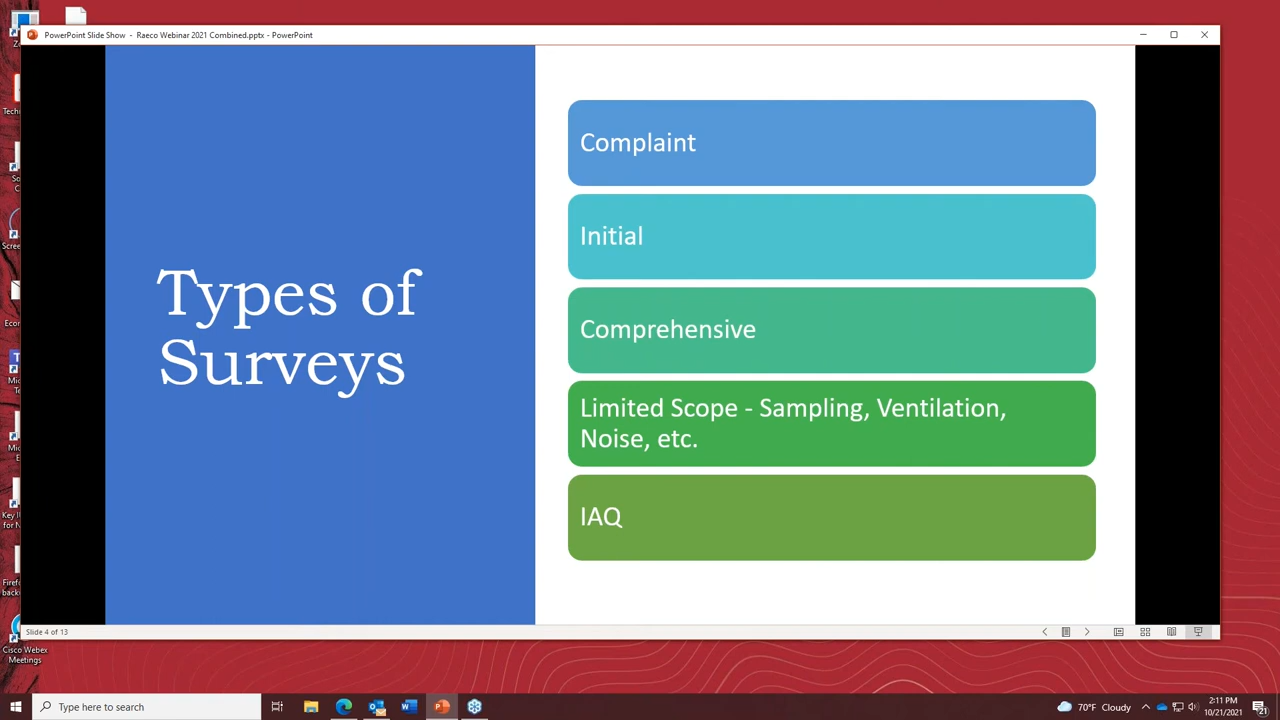 PowerPoint Slide Show - Raeco Webinar 2021 Combined.pptx - PowerPoint
Types of
Surveys
Complaint
Initial
Comprehensive
Limited Scope - Sampling, Ventilation,
Noise, etc.
IAQ
Slide 4 of 13
Cisco Webex
Meetings
Type here to search
70°F Cloudy
2:11 PM
10/21/2021
21